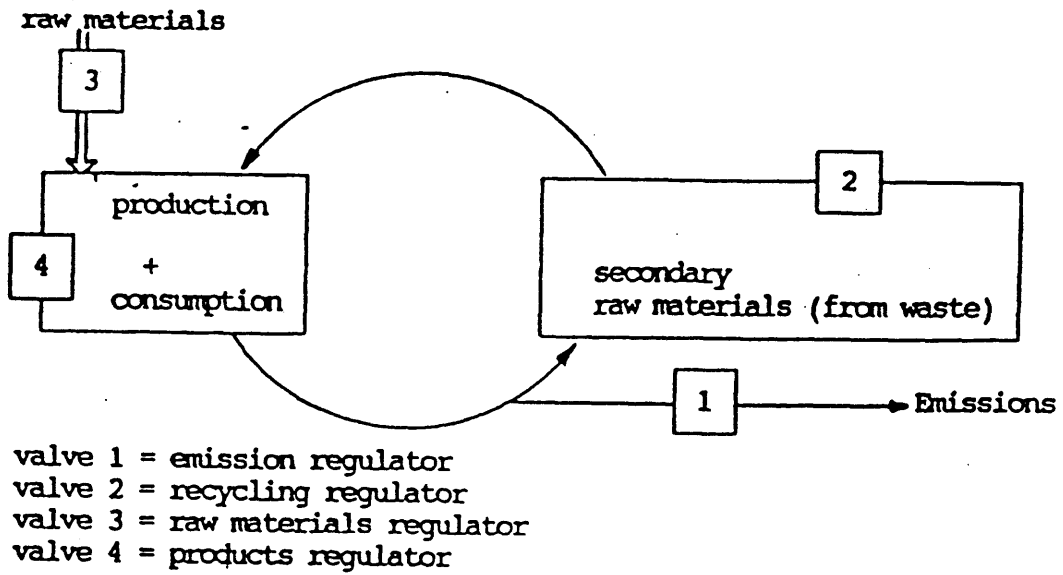 raw materials
3
2
production
4
+
consumption
secondary
raw materials (from waste)
1
Emissions
valve 1 = emission regulator
valve 2 = recycling regulator
valve 3 = raw materials regulator
valve 4 = products regulator